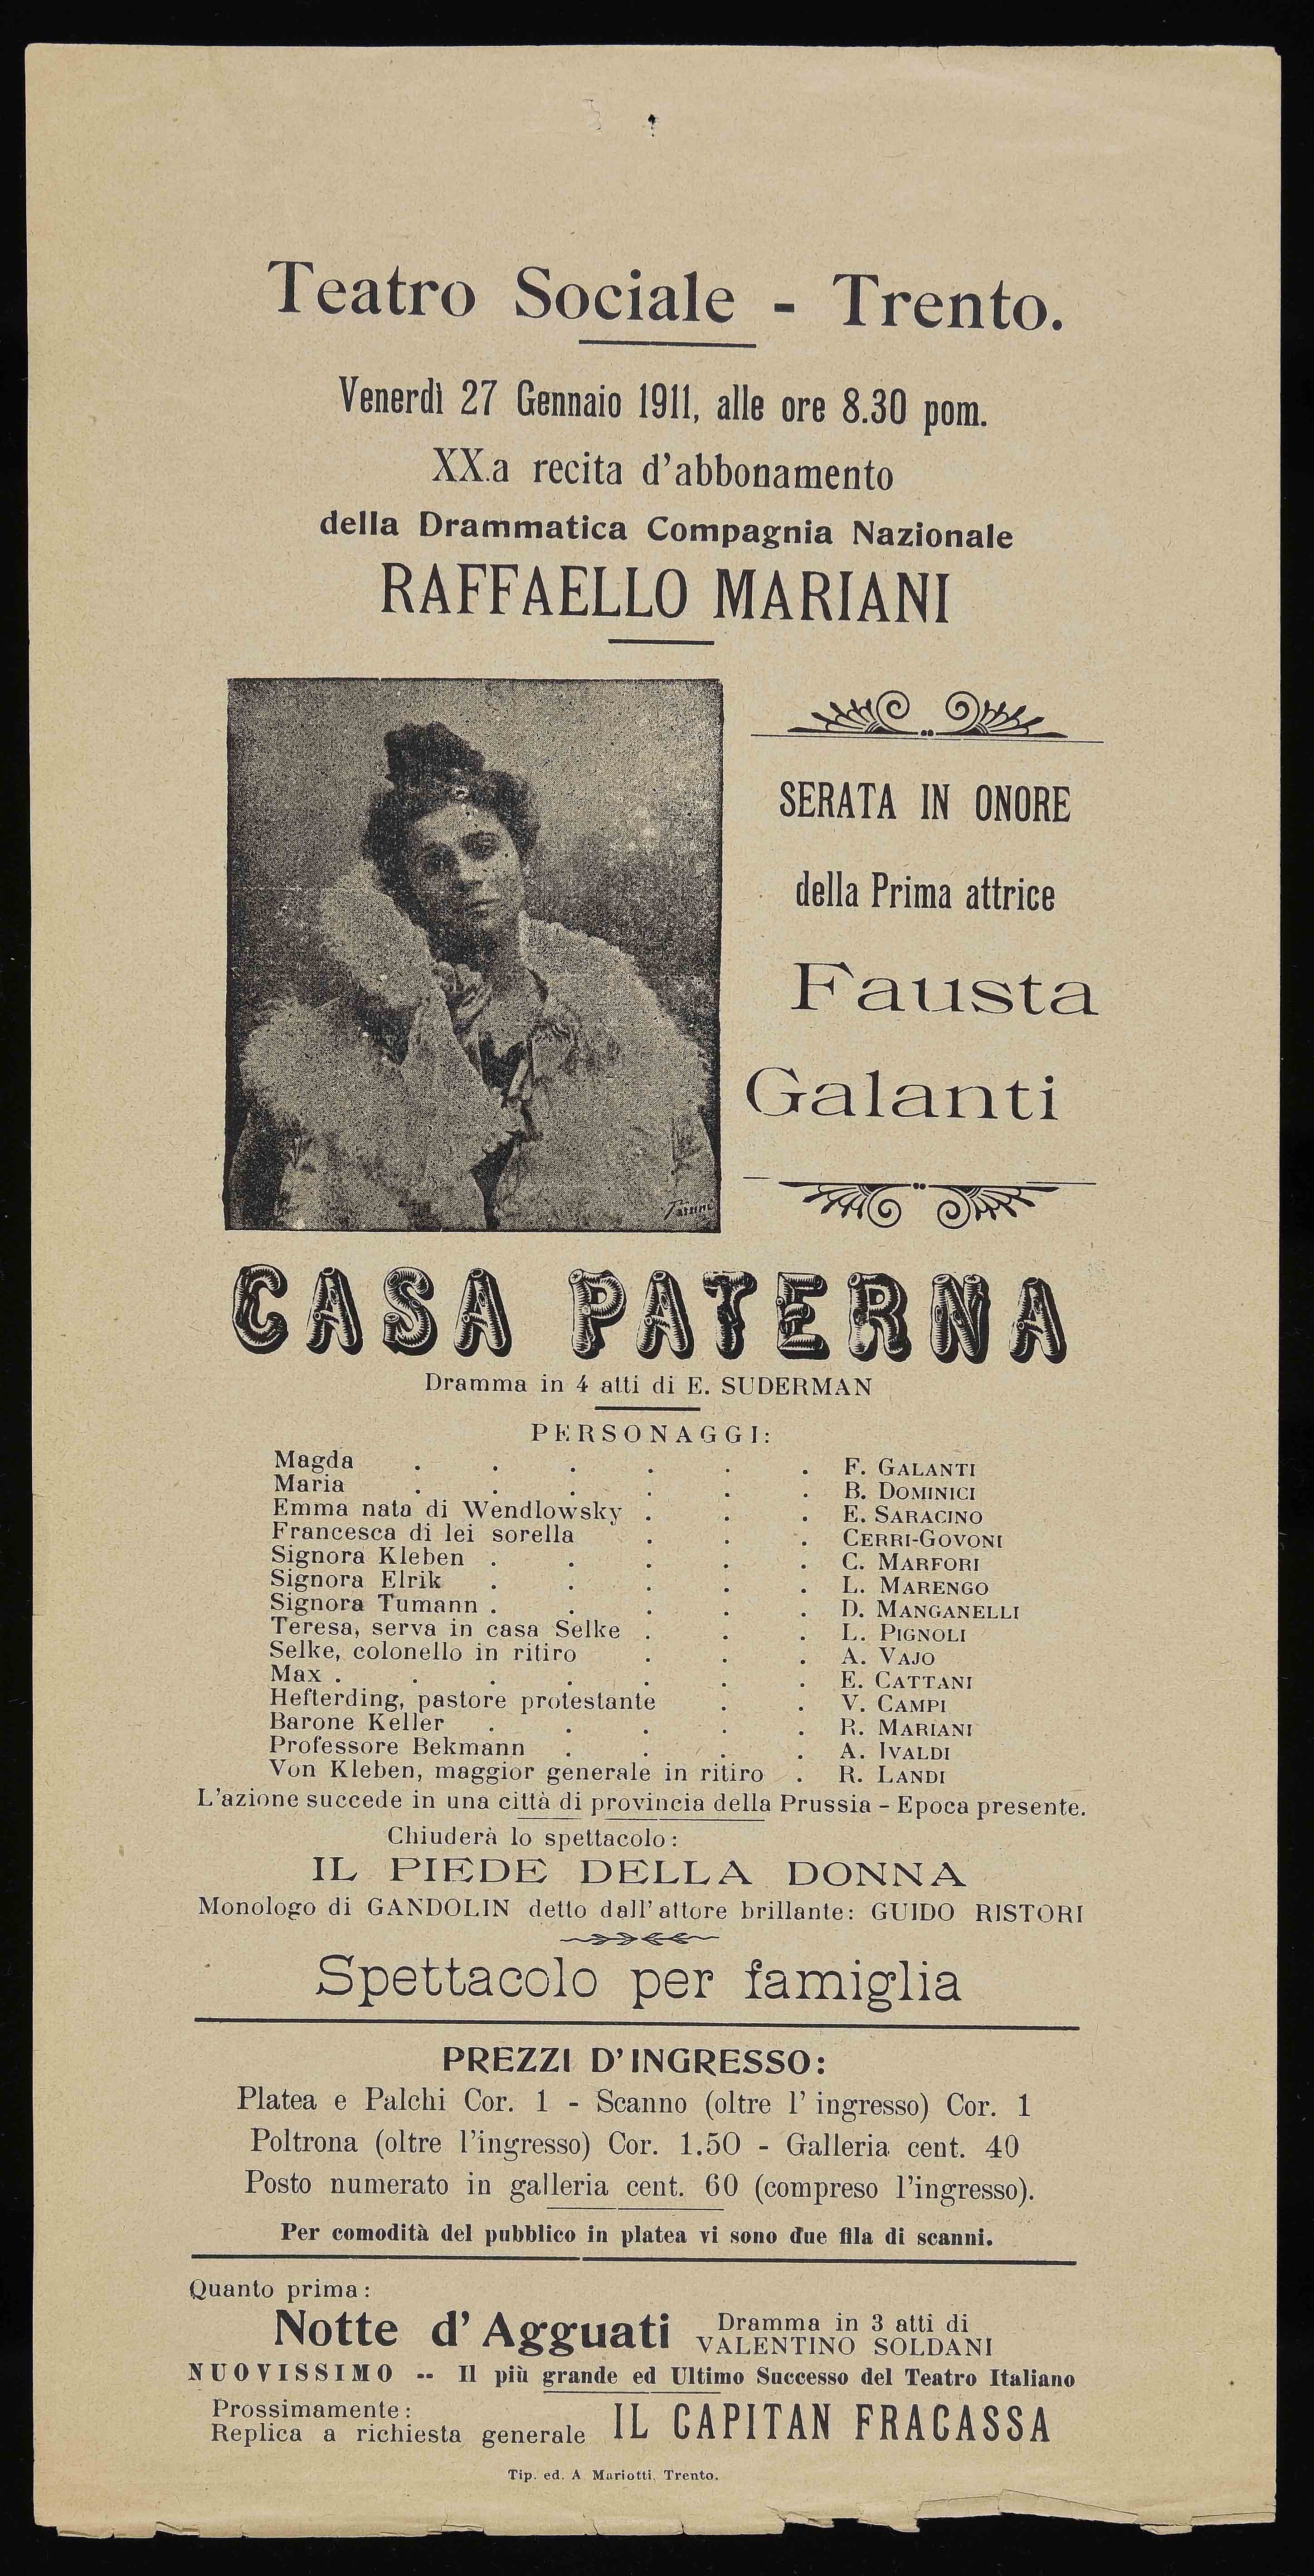 Teatro Sociale - Trento.
Venerdì 27 Gennaio 1911, alle ore 8.30 pom.
XX.a recita d'abbonamento
della Drammatica Compagnia Nazionale
RAFFAELLO MARIANI
SERATA IN ONORE
della Prima attrice
Fausta
Galanti
CASA PATERNA
Dramma in 4 atti di E. SUDERMAN
PERSONAGGI:
Magda . . . . . . F. GALANTI
Maria . . . . . . B. DOMINICI
Emma nata di Wendlowsky . . . E. SARACINO
Francesca di lei sorella . . . CERRI-GOVONI
Signora Kleben . . . . . C. MARFORI
Signora Elrik . . . . . L. MARENGO
Signora Tumann . . . . . D. MANGANELLI
Teresa, serva in casa Selke . . . L. PIGNOLI
Selke, colonello in ritiro . . . A. VAJO
Max . . . . . . . E. CATTANI
Hefterding, pastore protestante . . V. CAMPI
Barone Keller . . . . . R. MARIANI
Professore Bekmann . . . . A. IVALDI
Von Kleben, maggior generale in ritiro . R. LANDI
L'azione succede in una città di provincia della Prussia - Epoca presente.
Chiuderà lo spettacolo:
IL PIEDE DELLA DONNA
Monologo di GANDOLIN detto dall'attore brillante: GUIDO RISTORI
Spettacolo per famiglia
PREZZI D'INGRESSO:
Platea e Palchi Cor. 1 - Scanno (oltre l'ingresso) Cor. 1
Poltrona (oltre l'ingresso) Cor. 1.50 - Galleria cent. 40
Posto numerato in galleria cent. 60 (compreso l'ingresso).
Per comodità del pubblico in platea vi sono due fila di scanni.
Quanto prima:
Notte d'Agguati Dramma in 3 atti di
VALENTINO SOLDANI
NUOVISSIMO -- Il più grande ed Ultimo Successo del Teatro Italiano
Prossimamente:
Replica a richiesta generale IL CAPITAN FRACASSA
Tip. ed. A Mariotti, Trento.